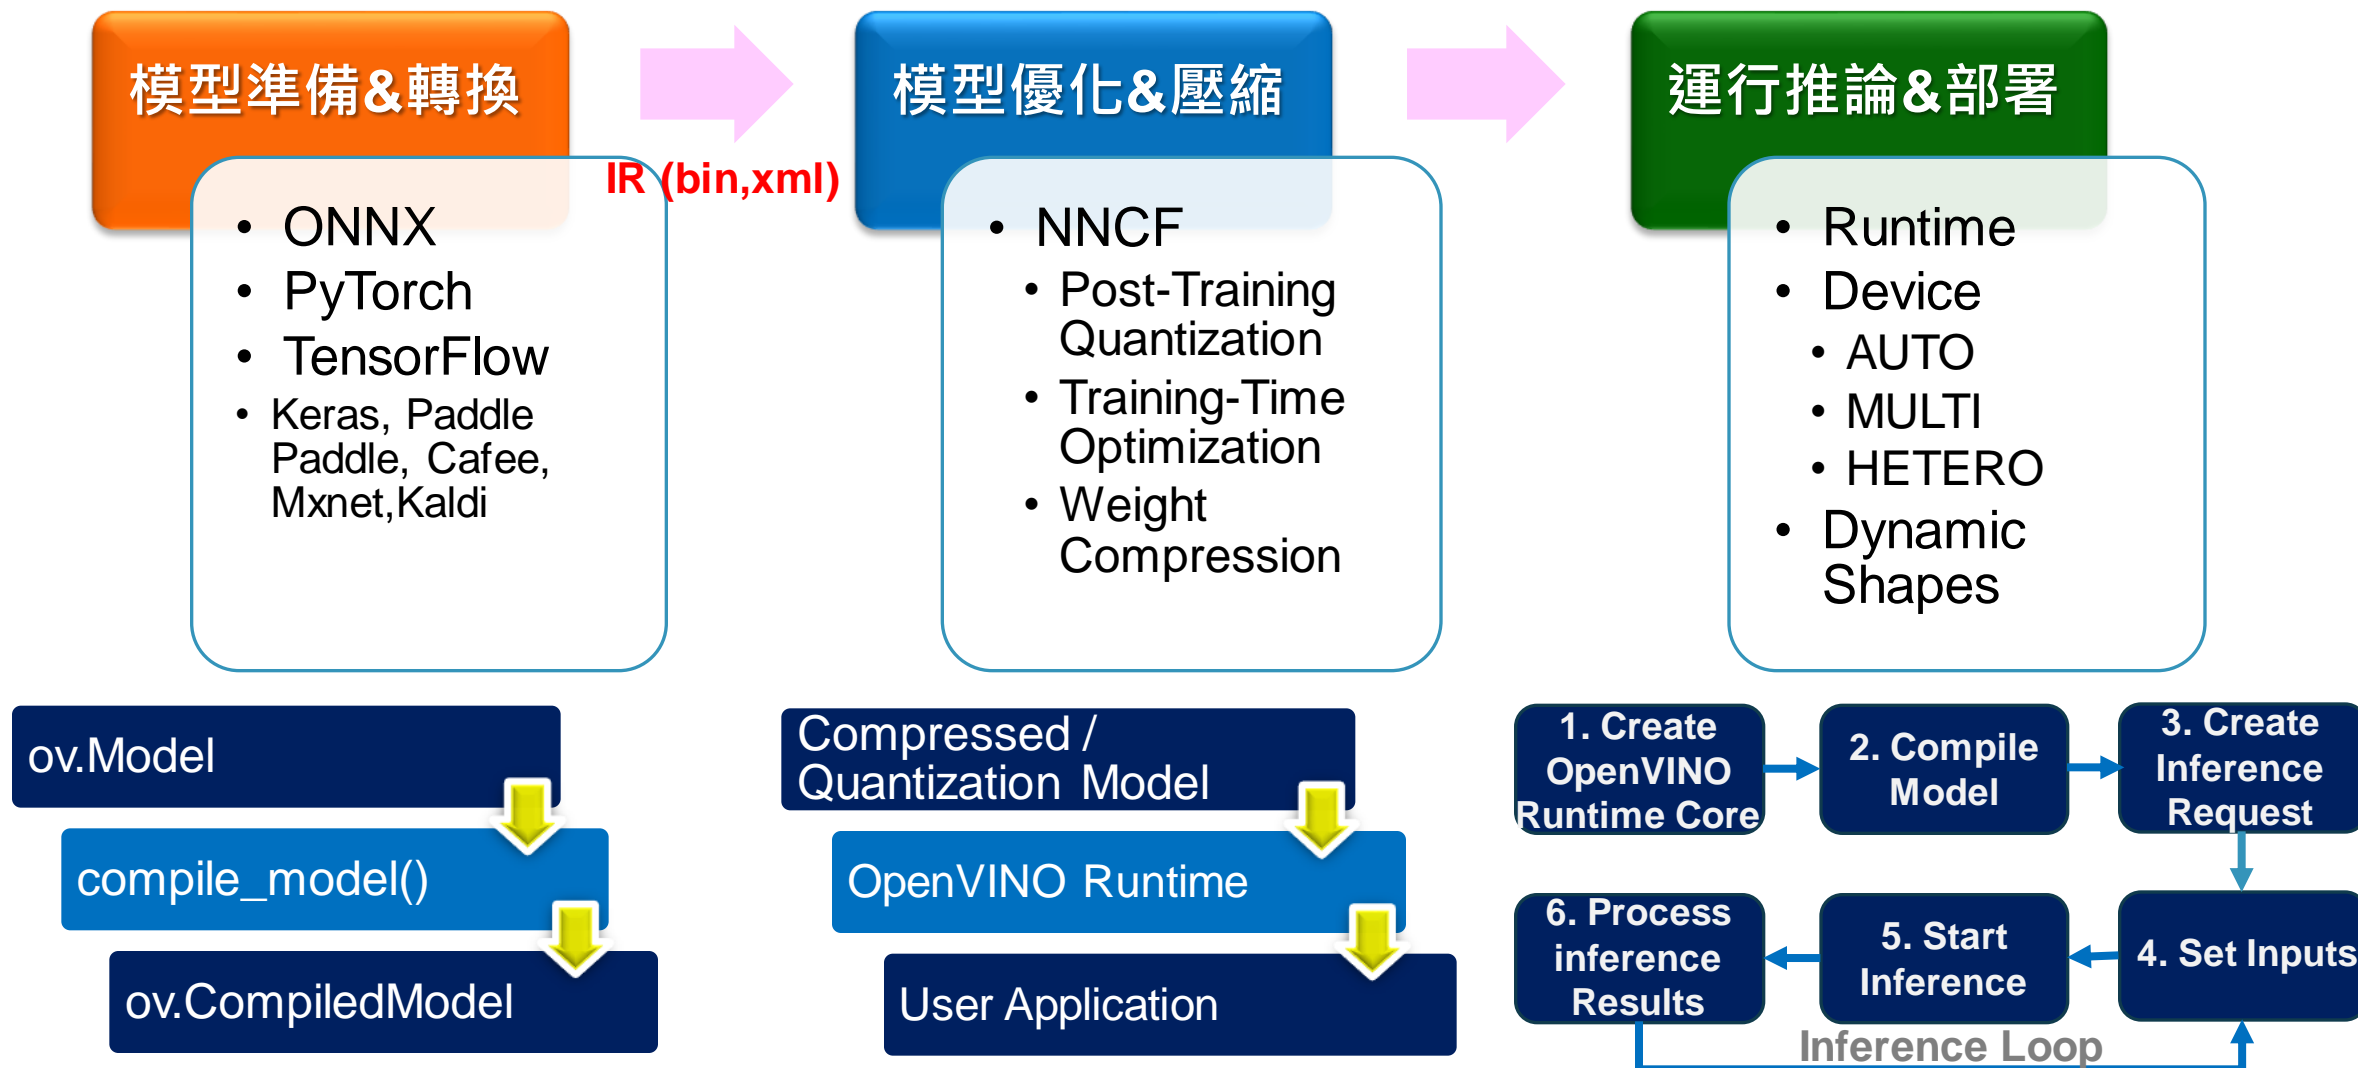 模型準備&轉換
IR (bin,xml)
• ONNX
• PyTorch
• TensorFlow
• Keras, Paddle
Paddle, Cafee,
Mxnet,Kaldi
模型優化&壓縮
• NNCF
• Post-Training
Quantization
• Training-Time
Optimization
• Weight
Compression
運行推論&部署
• Runtime
• Device
• AUTO
• MULTI
• HETERO
• Dynamic
Shapes
ov.Model
compile_model()
ov.CompiledModel
Compressed /
Quantization Model
OpenVINO Runtime
User Application
1. Create
OpenVINO
Runtime Core
2. Compile
Model
3. Create
Inference
Request
4. Set Inputs
5. Start
Inference
6. Process
inference
Results
Inference Loop